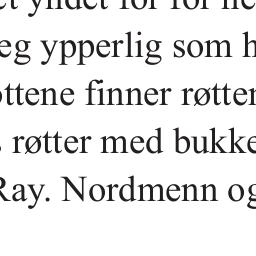 et yndet for for he
eg ypperlig som h
ottene finner røtter
s røtter med bukke
Ray. Nordmenn og